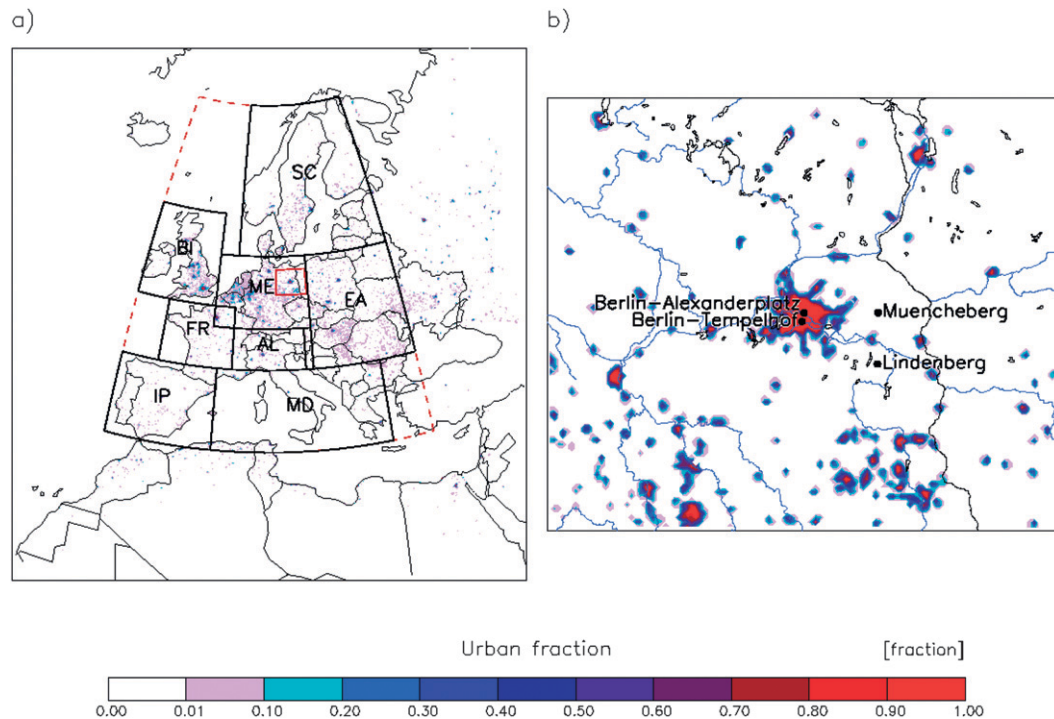 a)
b)
SC
BI
ME
EA
FR
AL
IP
MD
Berlin-Alexanderplatz
Berlin-Tempelhof
Muencheberg
Lindenberg
Urban fraction [fraction]
0.00 0.01 0.10 0.20 0.30 0.40 0.50 0.60 0.70 0.80 0.90 1.00